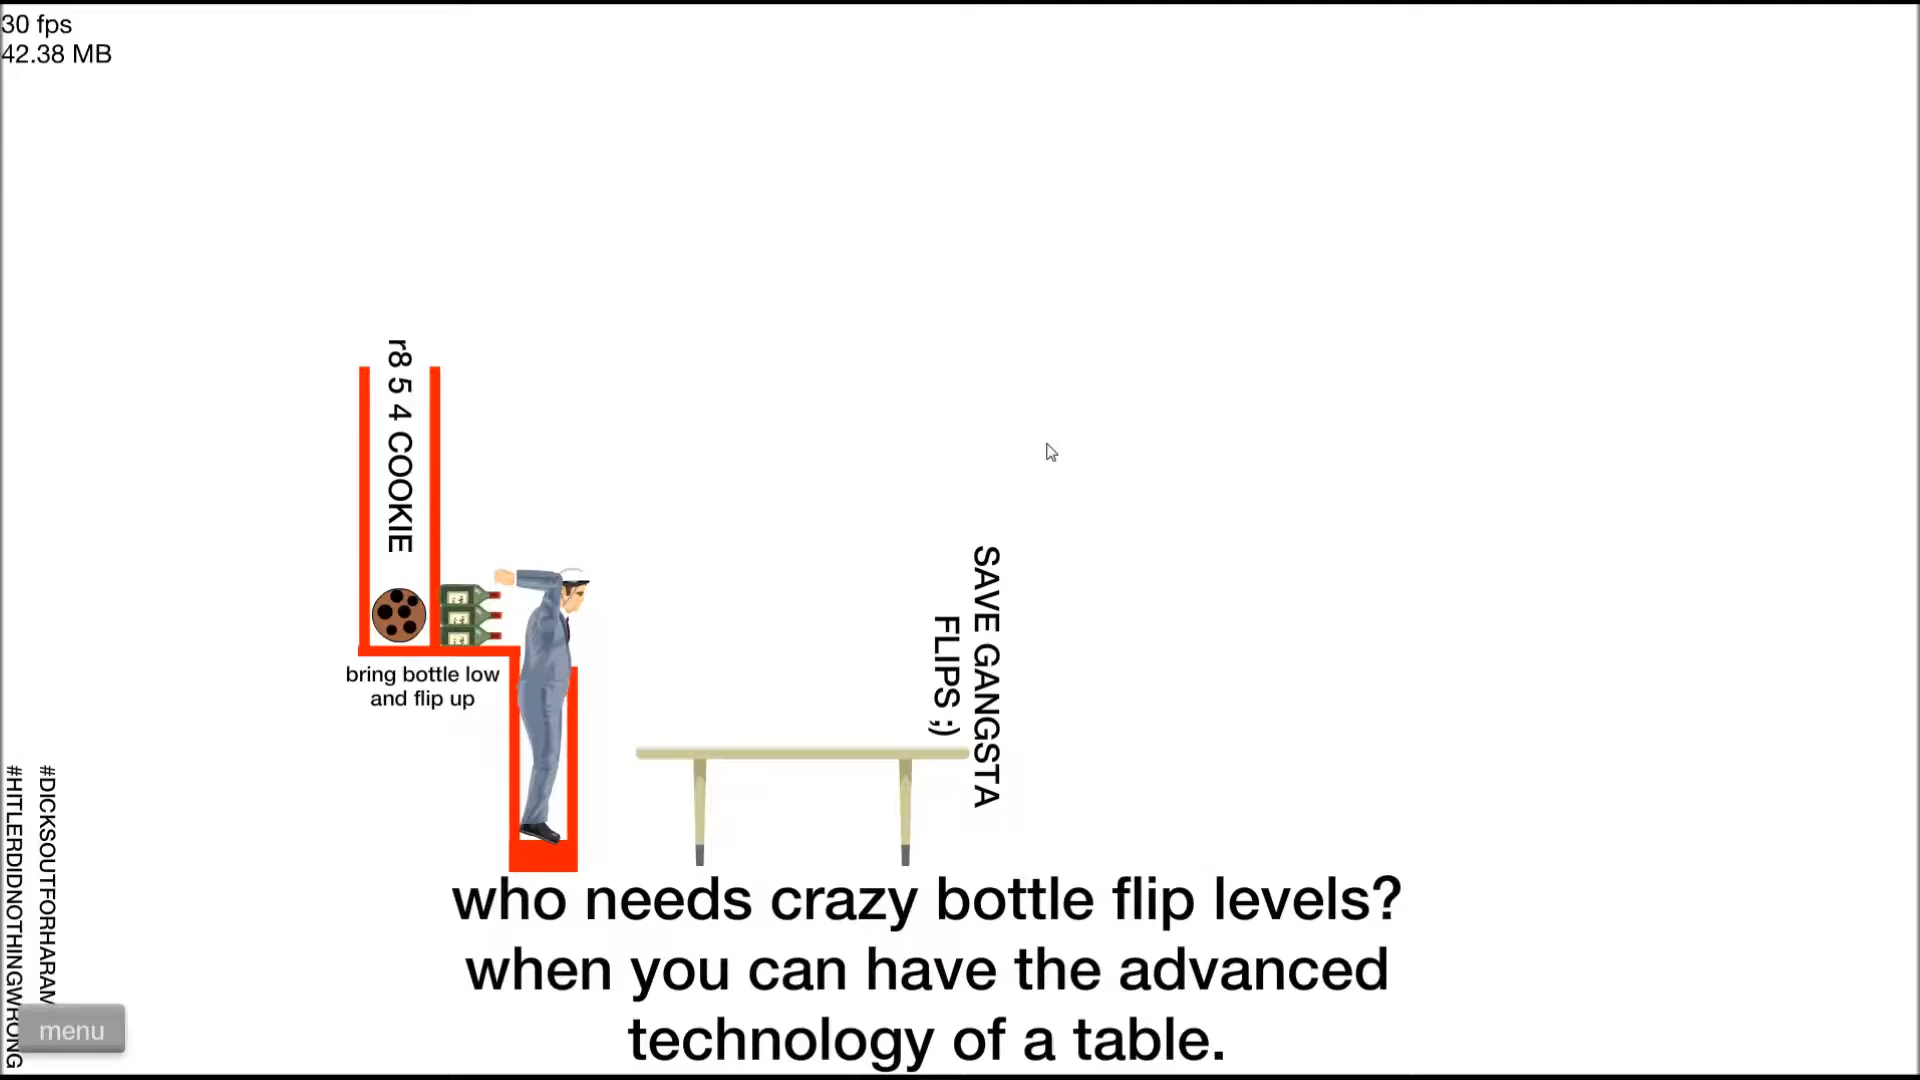 30 fps
42.38 MB
r8 5 4 COOKIE
bring bottle low
and flip up
SAVE GANGSTA
FLIPS ;)
#DICKSOUTFORHARAM
#HITLERDIDNOTHINGWRONG
menu
who needs crazy bottle flip levels?
when you can have the advanced
technology of a table.